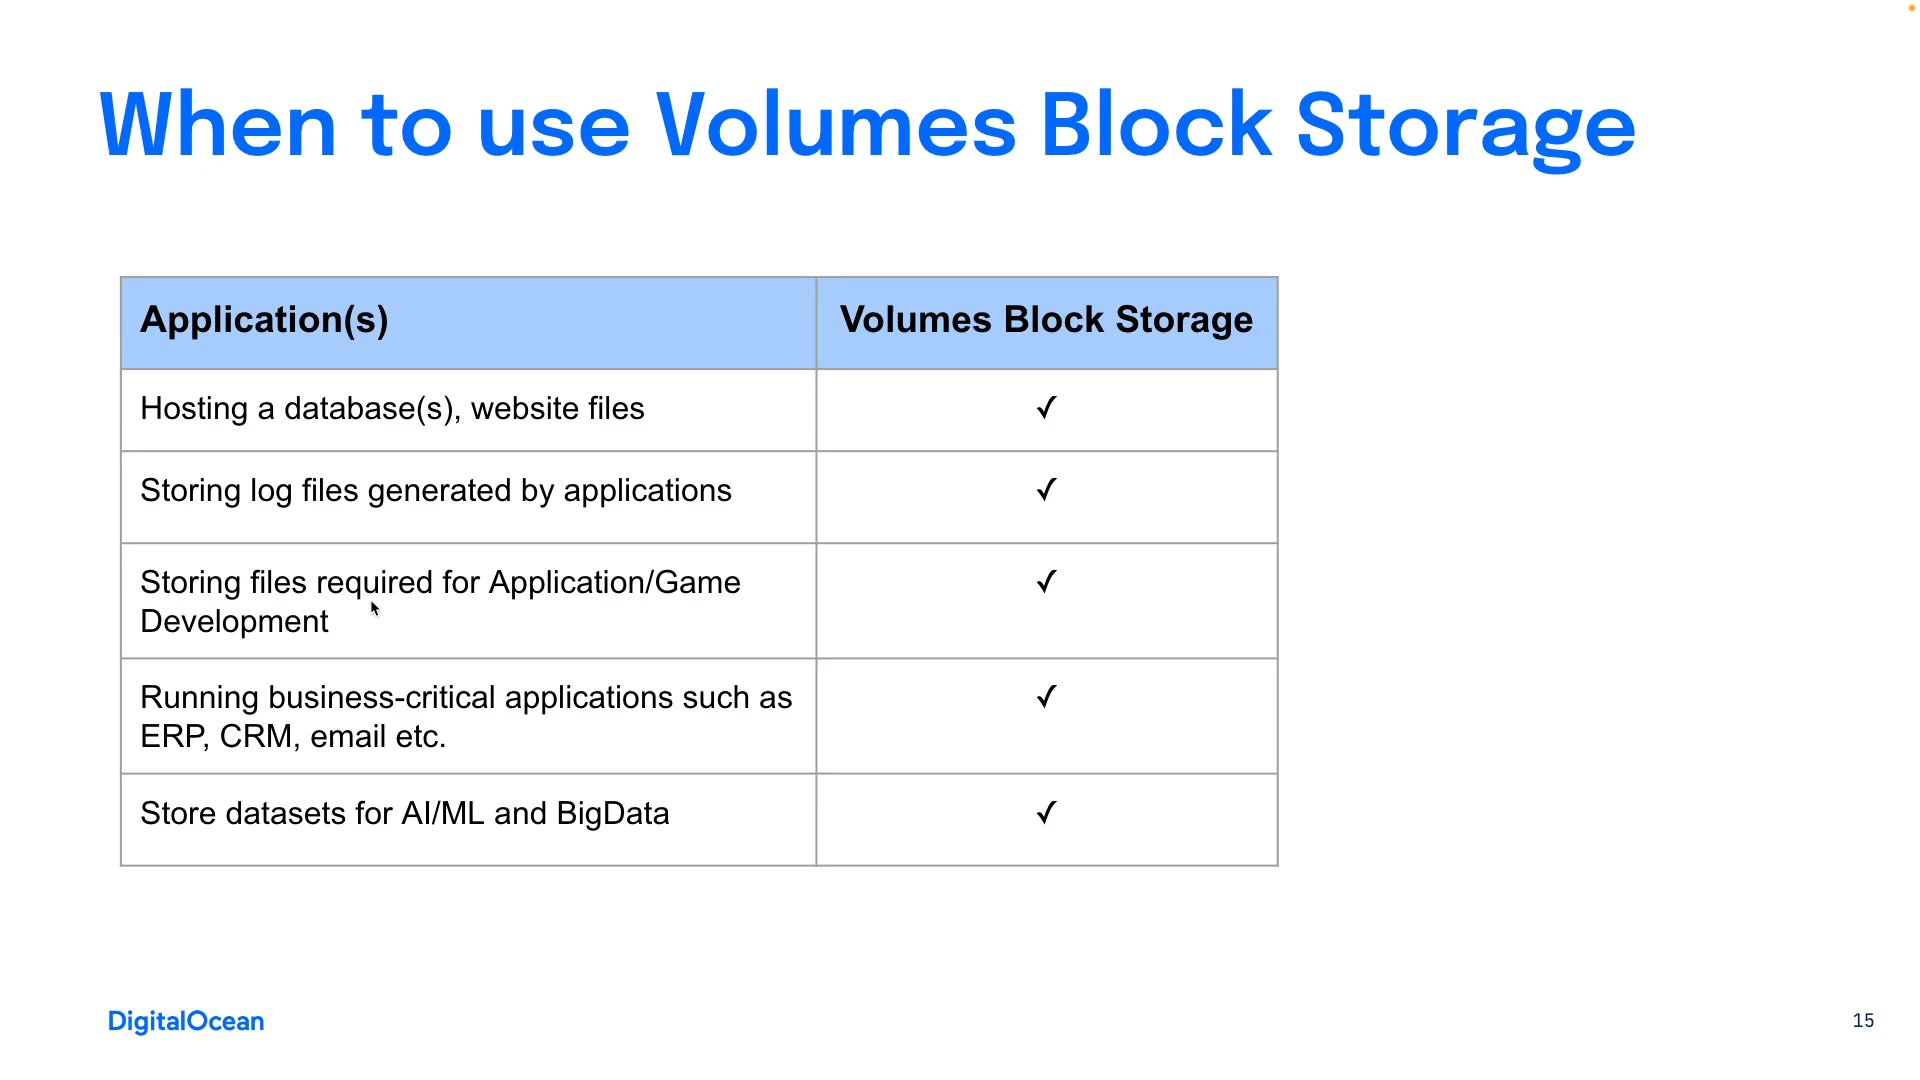 When to use Volumes Block Storage
Application(s) Volumes Block Storage
Hosting a database(s), website files ✓
Storing log files generated by applications ✓
Storing files required for Application/Game ✓
Development
Running business-critical applications such as ✓
ERP, CRM, email etc.
Store datasets for AI/ML and BigData ✓
DigitalOcean
15